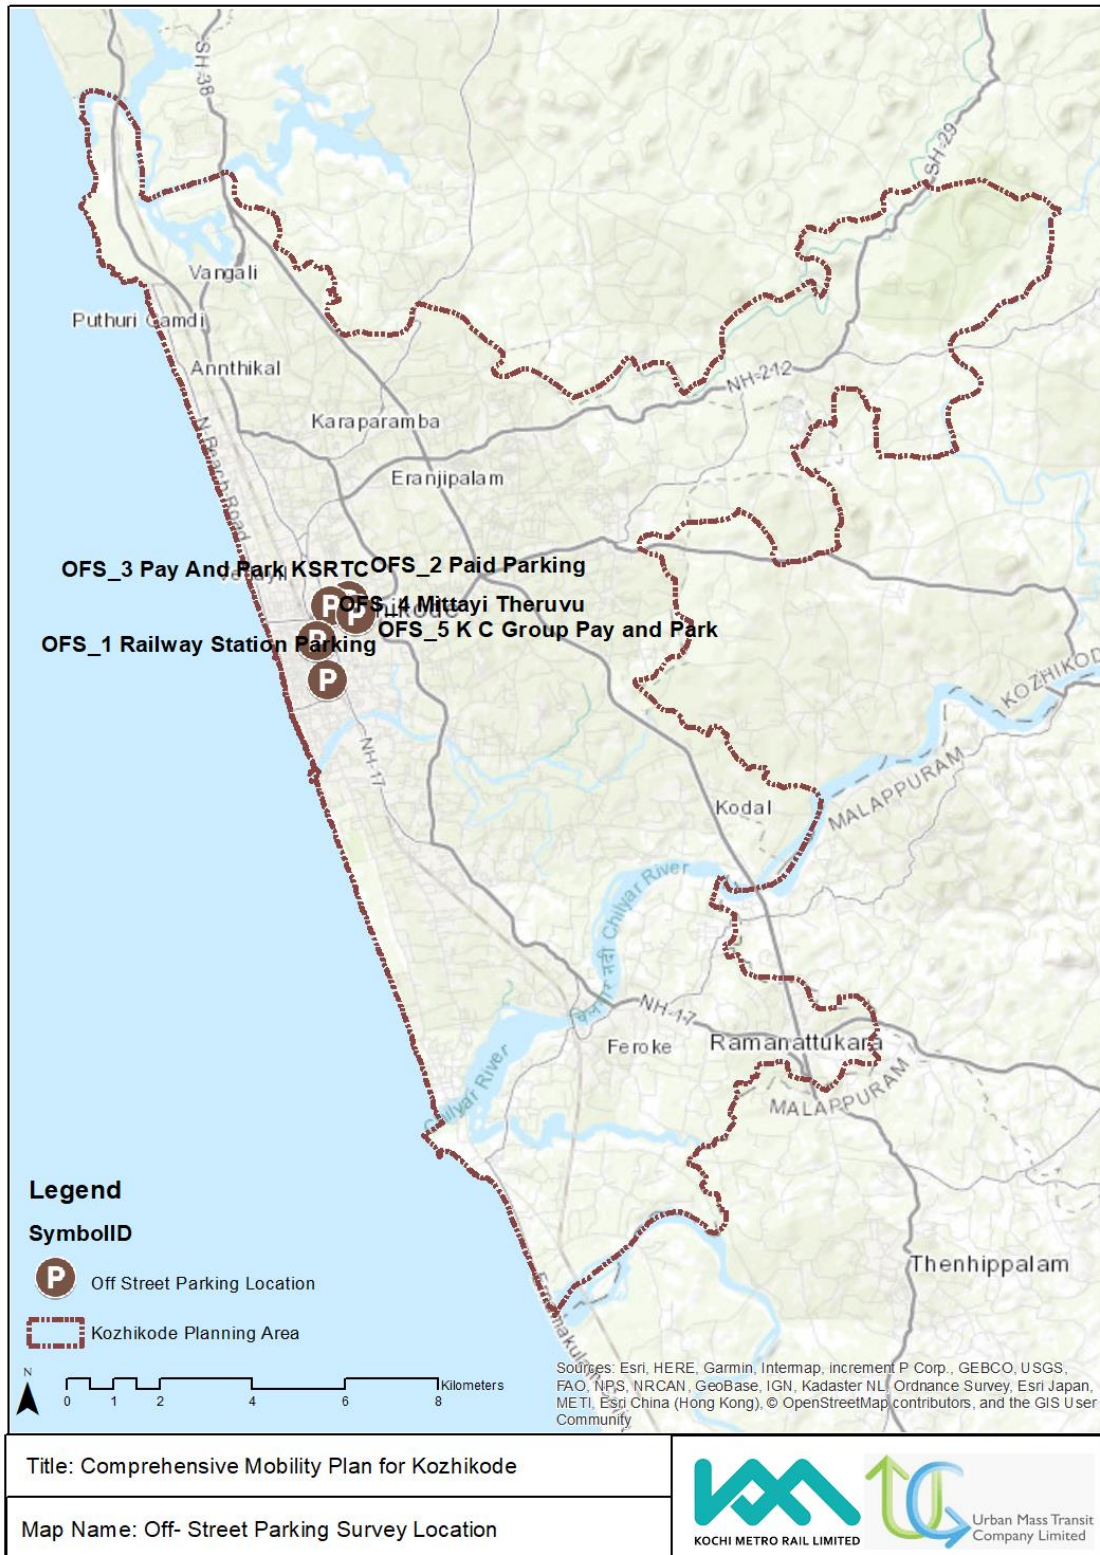 SH-38
SH-29
Vangali
Puthuri Gamdi
Annthikal
NH-212
Karaparamba
N Beach Road
Eranjipalam
OFS_3 Pay And Park KSRTC
OFS_2 Paid Parking
P
P
OFS_4 Mittayi Theruvu
OFS_5 K C Group Pay and Park
P
OFS_1 Railway Station Parking
P
KOZHIKOD
NH-17
Kodal
MALAPPURAM
Chilyar River
NH-17
Feroke
Ramanattukara
Chilyar River
MALAPPURAM
Thenhippalam
Legend
SymbolID
P
Off Street Parking Location
Kozhikode Planning Area
N
Kilometers
0 1 2 4 6 8
Sources: Esri, HERE, Garmin, Intermap, increment P Corp., GEBCO, USGS,
FAO, NPS, NRCAN, GeoBase, IGN, Kadaster NL, Ordnance Survey, Esri Japan,
METI, Esri China (Hong Kong), © OpenStreetMap contributors, and the GIS User
Community
Title: Comprehensive Mobility Plan for Kozhikode
Map Name: Off- Street Parking Survey Location
KOCHI METRO RAIL LIMITED
Urban Mass Transit
Company Limited